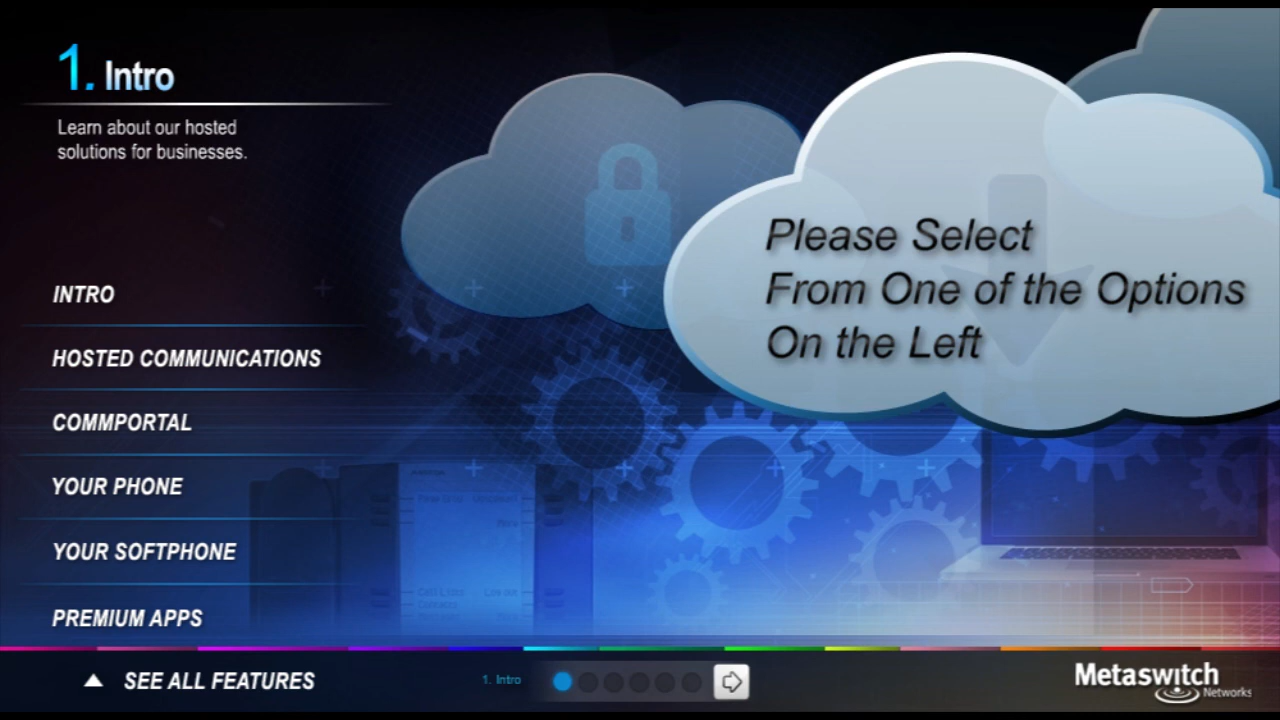 1. Intro
Learn about our hosted
solutions for businesses.
Please Select
From One of the Options
On the Left
INTRO
HOSTED COMMUNICATIONS
COMMPORTAL
YOUR PHONE
YOUR SOFTPHONE
PREMIUM APPS
SEE ALL FEATURES
1. Intro
Metaswitch
Networks